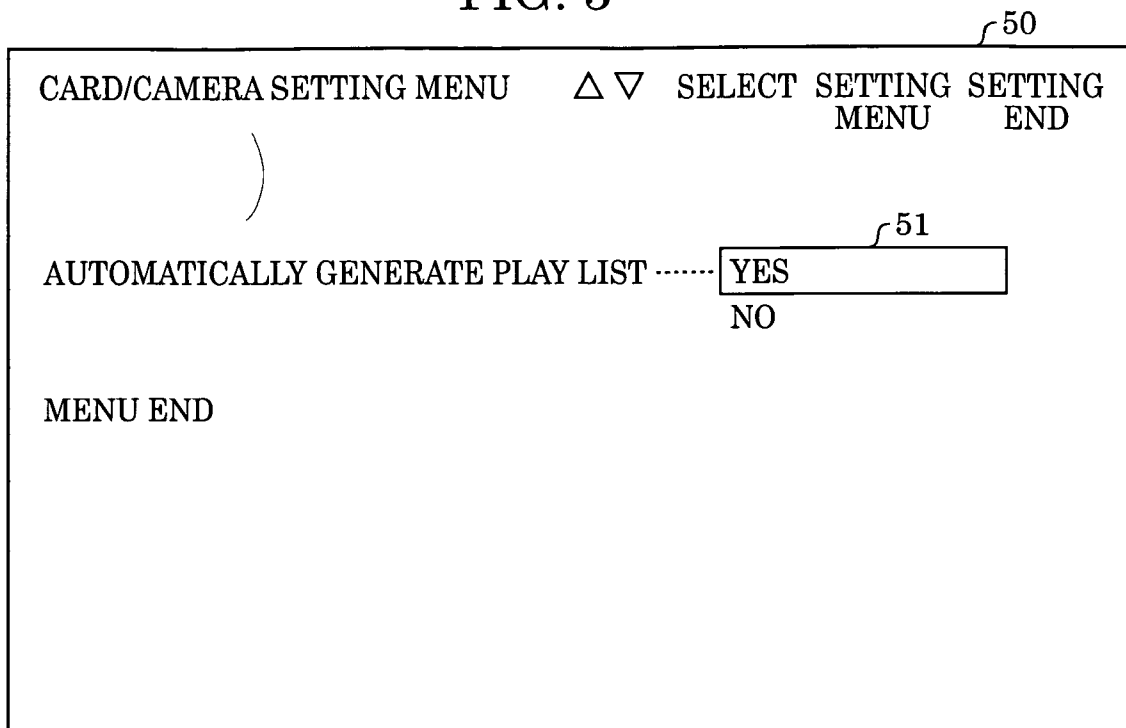 50
CARD/CAMERA SETTING MENU △ ▽ SELECT SETTING MENU SETTING END
51
AUTOMATICALLY GENERATE PLAY LIST ······· YES
NO
MENU END